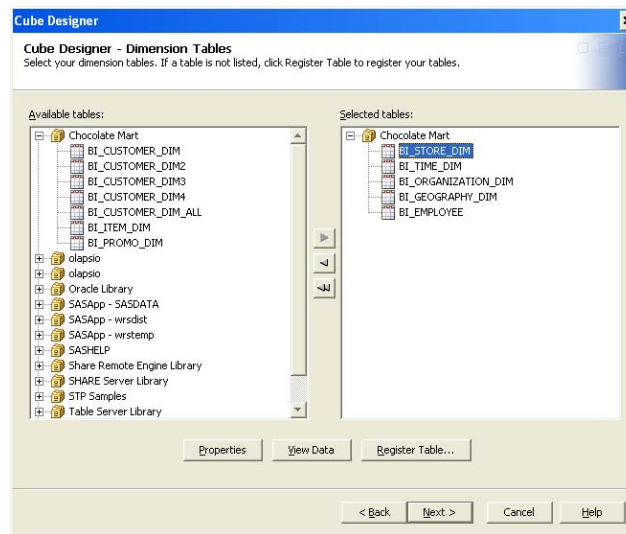 Cube Designer
Cube Designer - Dimension Tables
Select your dimension tables. If a table is not listed, click Register Table to register your tables.
Available tables:
Chocolate Mart
BI_CUSTOMER_DIM
BI_CUSTOMER_DIM2
BI_CUSTOMER_DIM3
BI_CUSTOMER_DIM4
BI_CUSTOMER_DIM_ALL
BI_ITEM_DIM
BI_PROMO_DIM
olapsio
olapsio
Oracle Library
SASApp - SASDATA
SASApp - wrsdist
SASApp - wrstemp
SASHELP
Share Remote Engine Library
SHARE Server Library
STP Samples
Table Server Library
Selected tables:
Chocolate Mart
BI_STORE_DIM
BI_TIME_DIM
BI_ORGANIZATION_DIM
BI_GEOGRAPHY_DIM
BI_EMPLOYEE
Properties
View Data
Register Table...
< Back
Next >
Cancel
Help